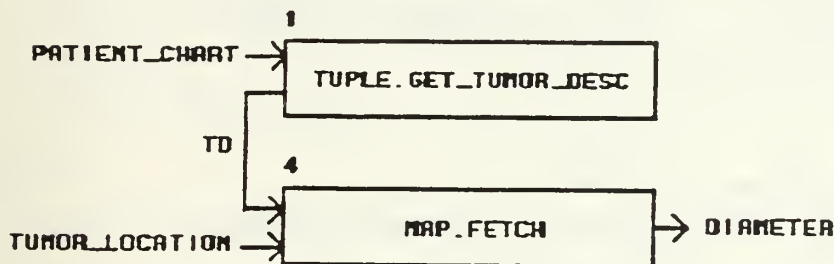 1
PATIENT_CHART
TUPLE.GET_TUMOR_DESC
TD
4
MAP.FETCH
DIAMETER
TUMOR_LOCATION